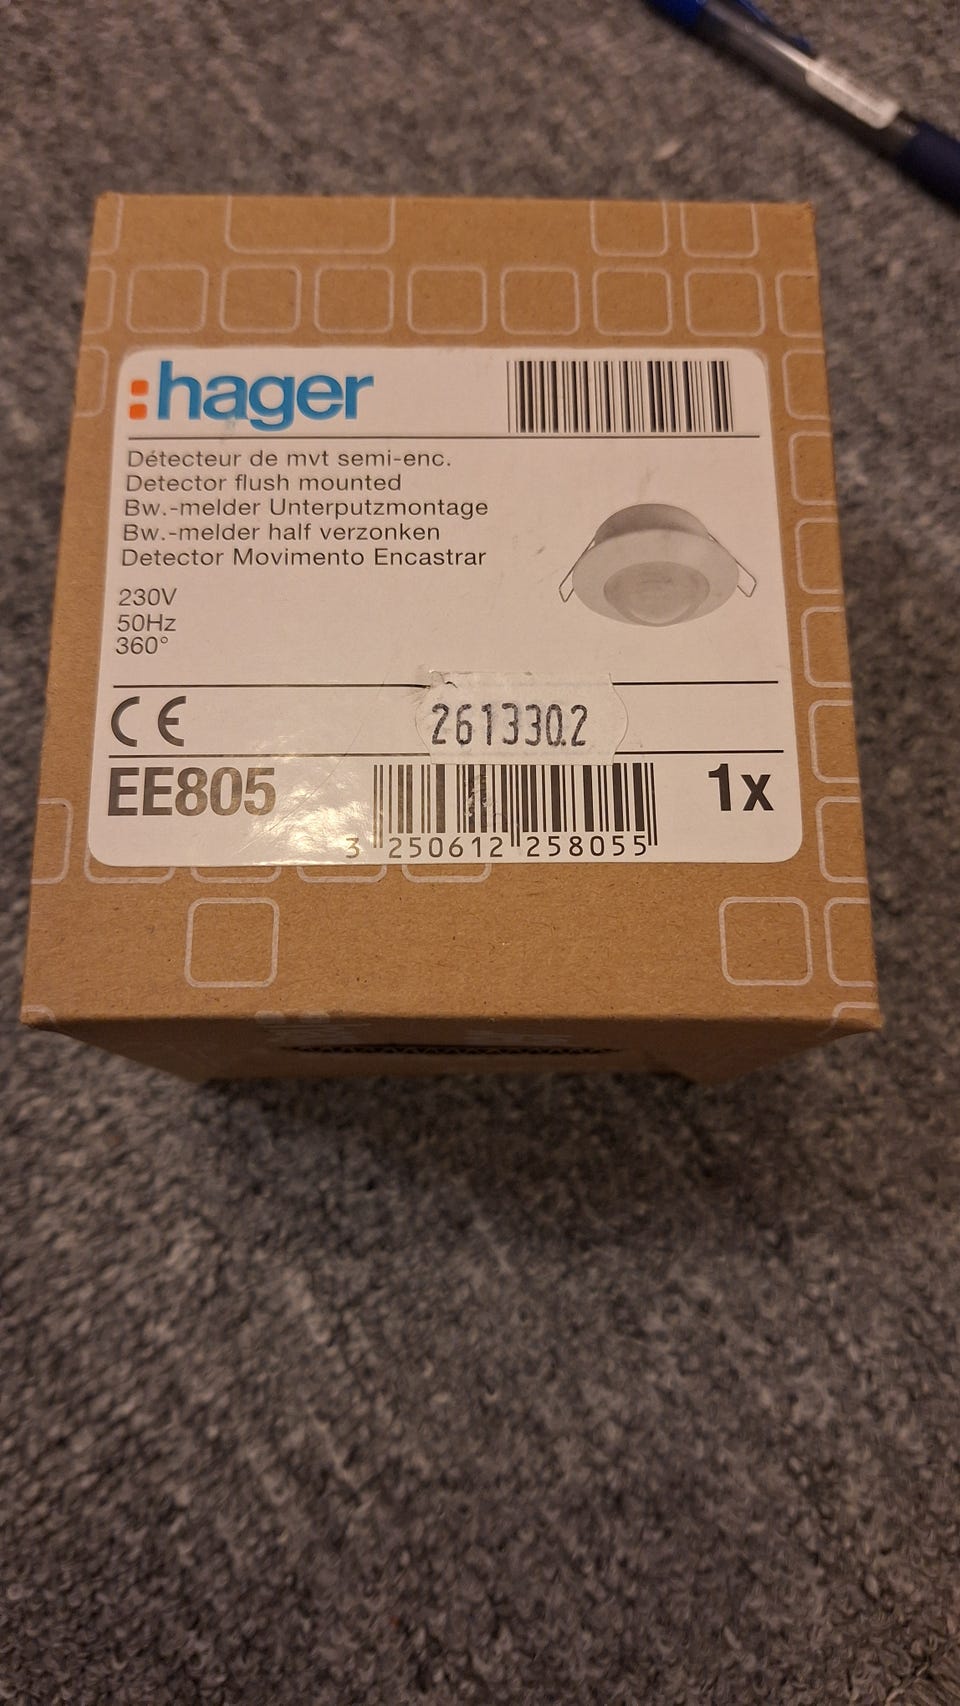 hager
Détecteur de mvt semi-enc.
Detector flush mounted
Bw.-melder Unterputzmontage
Bw.-melder half verzonken
Detector Movimento Encastrar
230V
50Hz
360°
CE
2613302
EE805
1x
3 250612 258055